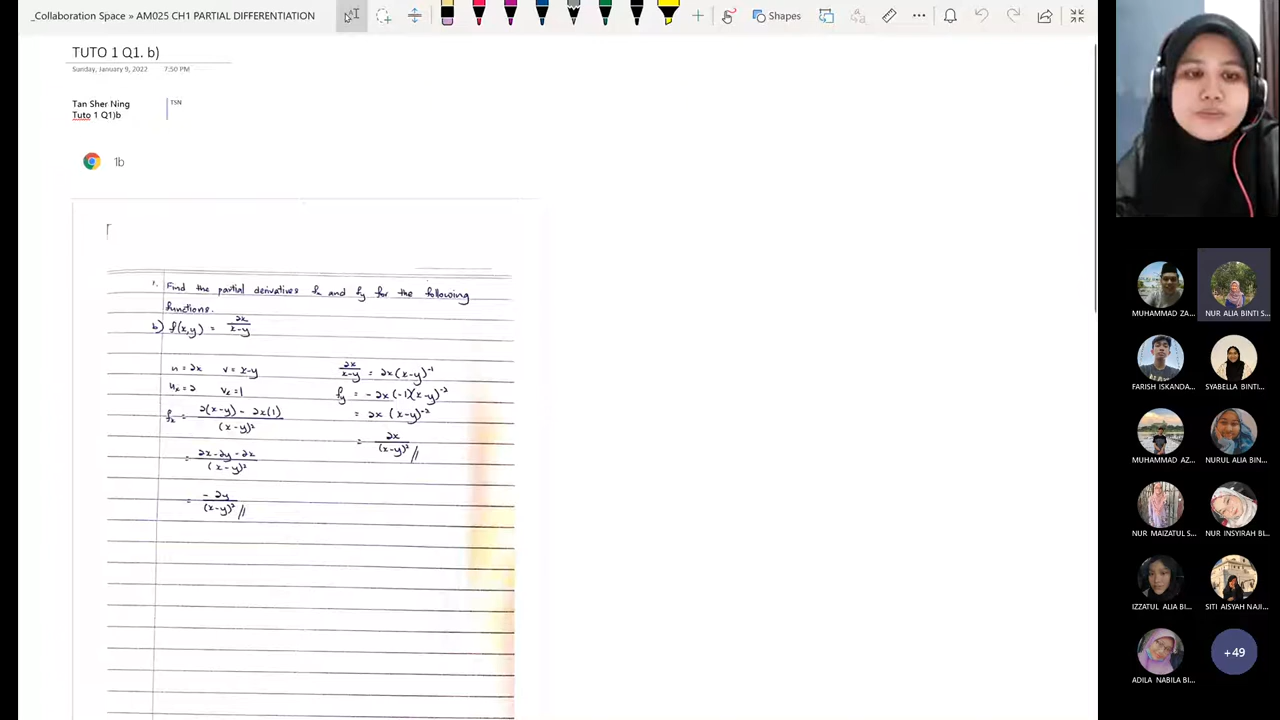 _Collaboration Space » AM025 CH1 PARTIAL DIFFERENTIATION
Shapes
TUTO 1 Q1. b)
Sunday, January 9, 2022 7:50 PM
Tan Sher Ning
Tuto 1 Q1)b
TSN
1b
1. Find the partial derivatives fx and fy for the following
functions.
b) f(x,y) = 2x/(x-y)
u = 2x v = x-y
ux = 2 vx = 1
fx = (2(x-y) - 2x(1))/(x-y)²
= (2x-2y-2x)/(x-y)²
= -2y/(x-y)² //
2x/(x-y) = 2x(x-y)⁻¹
fy = -2x(-1)(x-y)⁻²
= 2x(x-y)⁻²
= 2x/(x-y)² //
MUHAMMAD ZA...
NUR ALIA BINTI S...
FARISH ISKANDA...
SYABELLA BINTI...
MUHAMMAD AZ...
NURUL ALIA BIN...
NUR MAIZATUL S...
NUR INSYIRAH BI...
IZZATUL ALIA BI...
SITI AISYAH NAJI...
ADILA NABILA BI...
+49